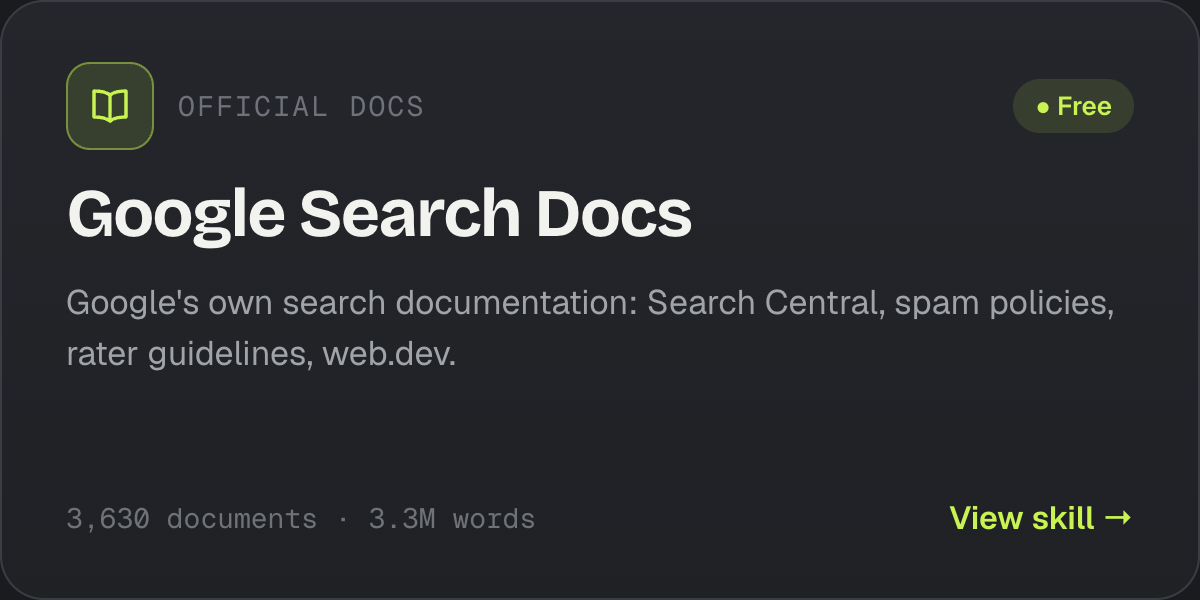 OFFICIAL DOCS
● Free
Google Search Docs
Google's own search documentation: Search Central, spam policies,
rater guidelines, web.dev.
3,630 documents · 3.3M words
View skill →